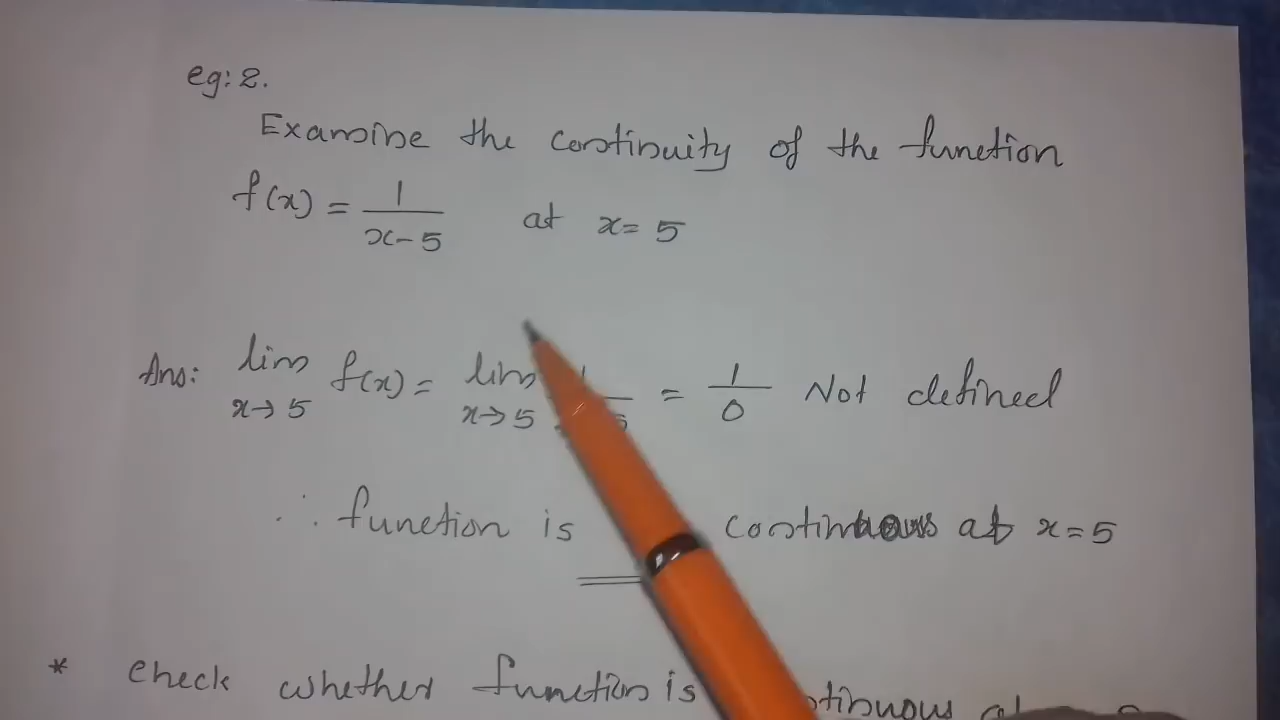 eg: 2.
Examine the continuity of the function
f(x) = 1/(x-5) at x = 5
Ans: lim x→5 f(x) = lim x→5 1 = 1/0 Not defined
∴ function is continuous at x = 5
* check whether function is